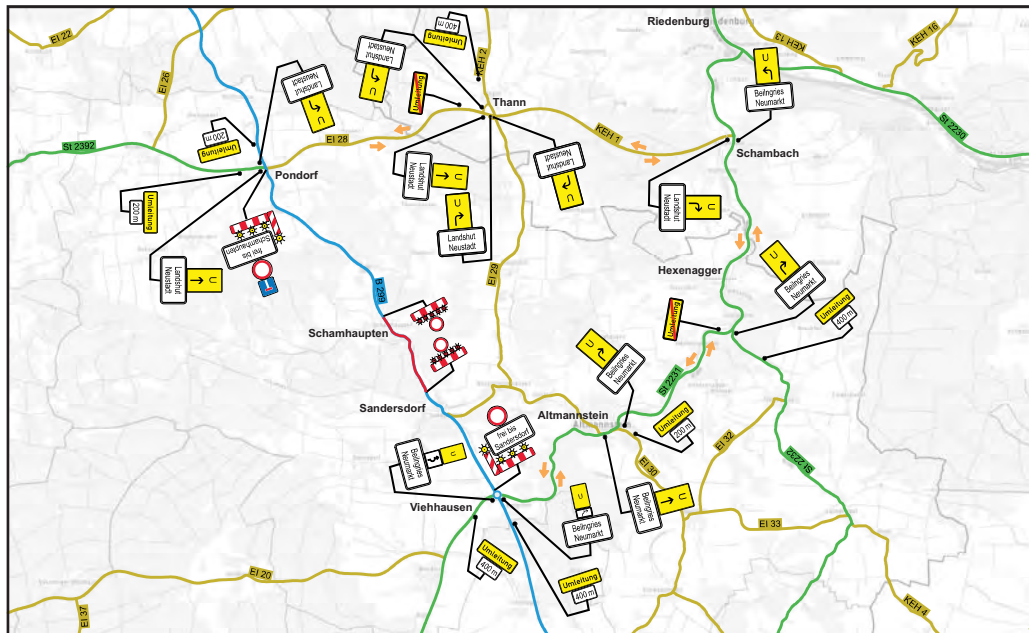 EI 22
EI 26
400 m
Umleitung
KEH 2
Riedenburg
KEH 13
KEH 16
Landshut
Neustadt
U
Landshut
Neustadt
U
Umleitung
U
Beilngries
Neumarkt
St 2392
200 m
Umleitung
EI 28
Thann
KEH 1
St 2230
Schambach
Pondorf
Landshut
Neustadt
U
Landshut
Neustadt
U
Landshut
Neustadt
U
Umleitung
200 m
U
Landshut
Neustadt
frei bis
Schamhaupten
Landshut
Neustadt
U
EI 29
Hexenagger
U
Beilngries
Neumarkt
B 299
Umleitung
400 m
Umleitung
Schamhaupten
U
Beilngries
Neumarkt
St 2231
Sandersdorf
Altmannstein
Altmannstein
frei bis
Sandersdorf
Umleitung
200 m
EI 32
St 2232
Beilngries
Neumarkt
U
EI 30
Viehhausen
U
Beilngries
Neumarkt
Beilngries
Neumarkt
U
EI 33
Umleitung
400 m
Umleitung
400 m
EI 20
EI 37
KEH 4